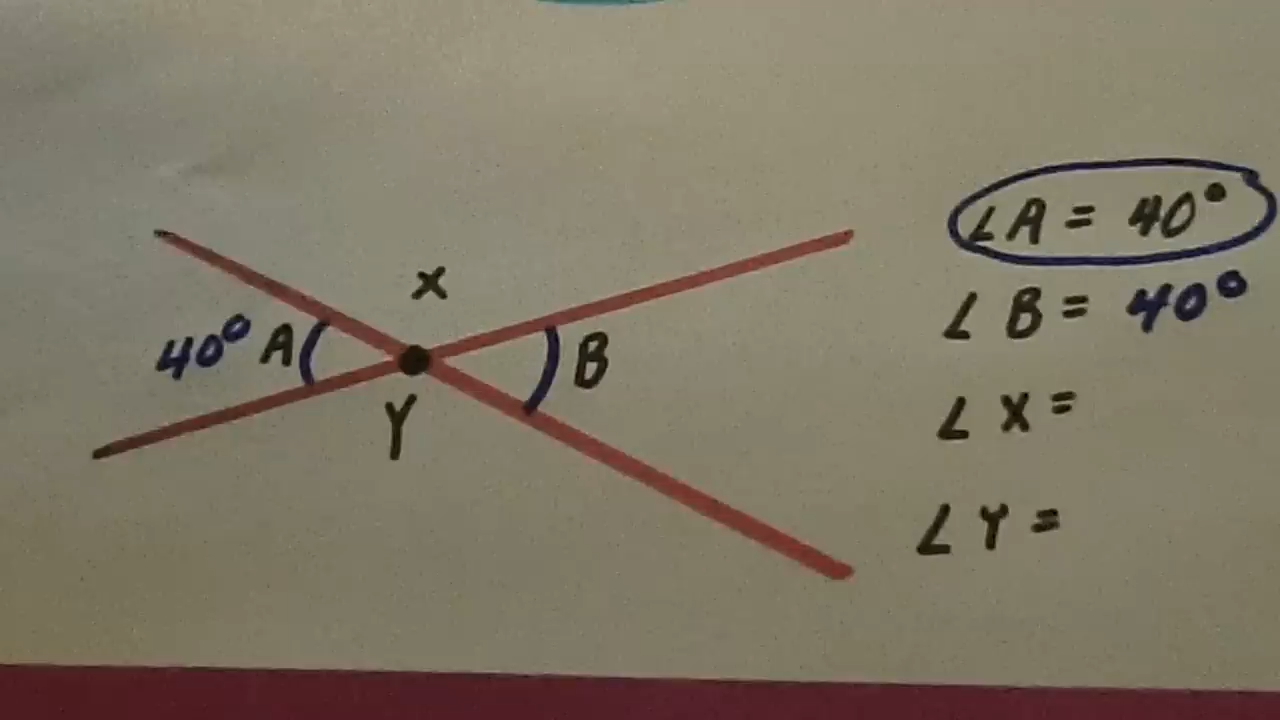 X
40° A
B
Y
∠A = 40°
∠B = 40°
∠X =
∠Y =